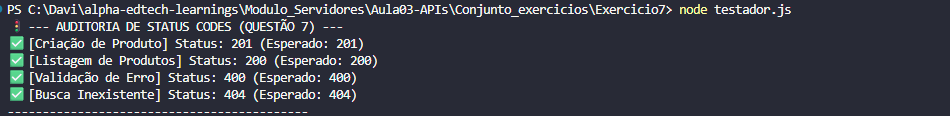 PS C:\Davi\alpha-edtech-learnings\Modulo_Servidores\Aula03-APIs\Conjunto_exercicios\Exercicio7> node testador.js
🚦 --- AUDITORIA DE STATUS CODES (QUESTÃO 7) ---
✅ [Criação de Produto] Status: 201 (Esperado: 201)
✅ [Listagem de Produtos] Status: 200 (Esperado: 200)
✅ [Validação de Erro] Status: 400 (Esperado: 400)
✅ [Busca Inexistente] Status: 404 (Esperado: 404)
-------------------------------------------